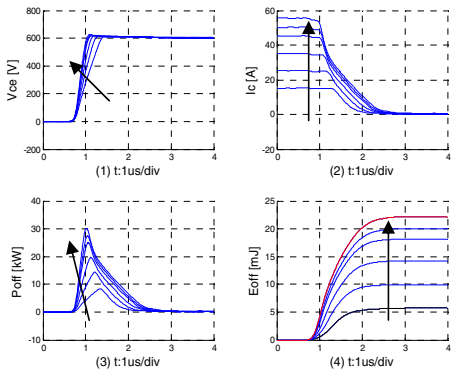 800
600
400
200
0
-200
Vce [V]
0 1 2 3 4
(1) t:1us/div
60
40
20
0
-20
Ic [A]
0 1 2 3 4
(2) t:1us/div
40
30
20
10
0
-10
Poff [kW]
0 1 2 3 4
(3) t:1us/div
25
20
15
10
5
0
Eoff [mJ]
0 1 2 3 4
(4) t:1us/div